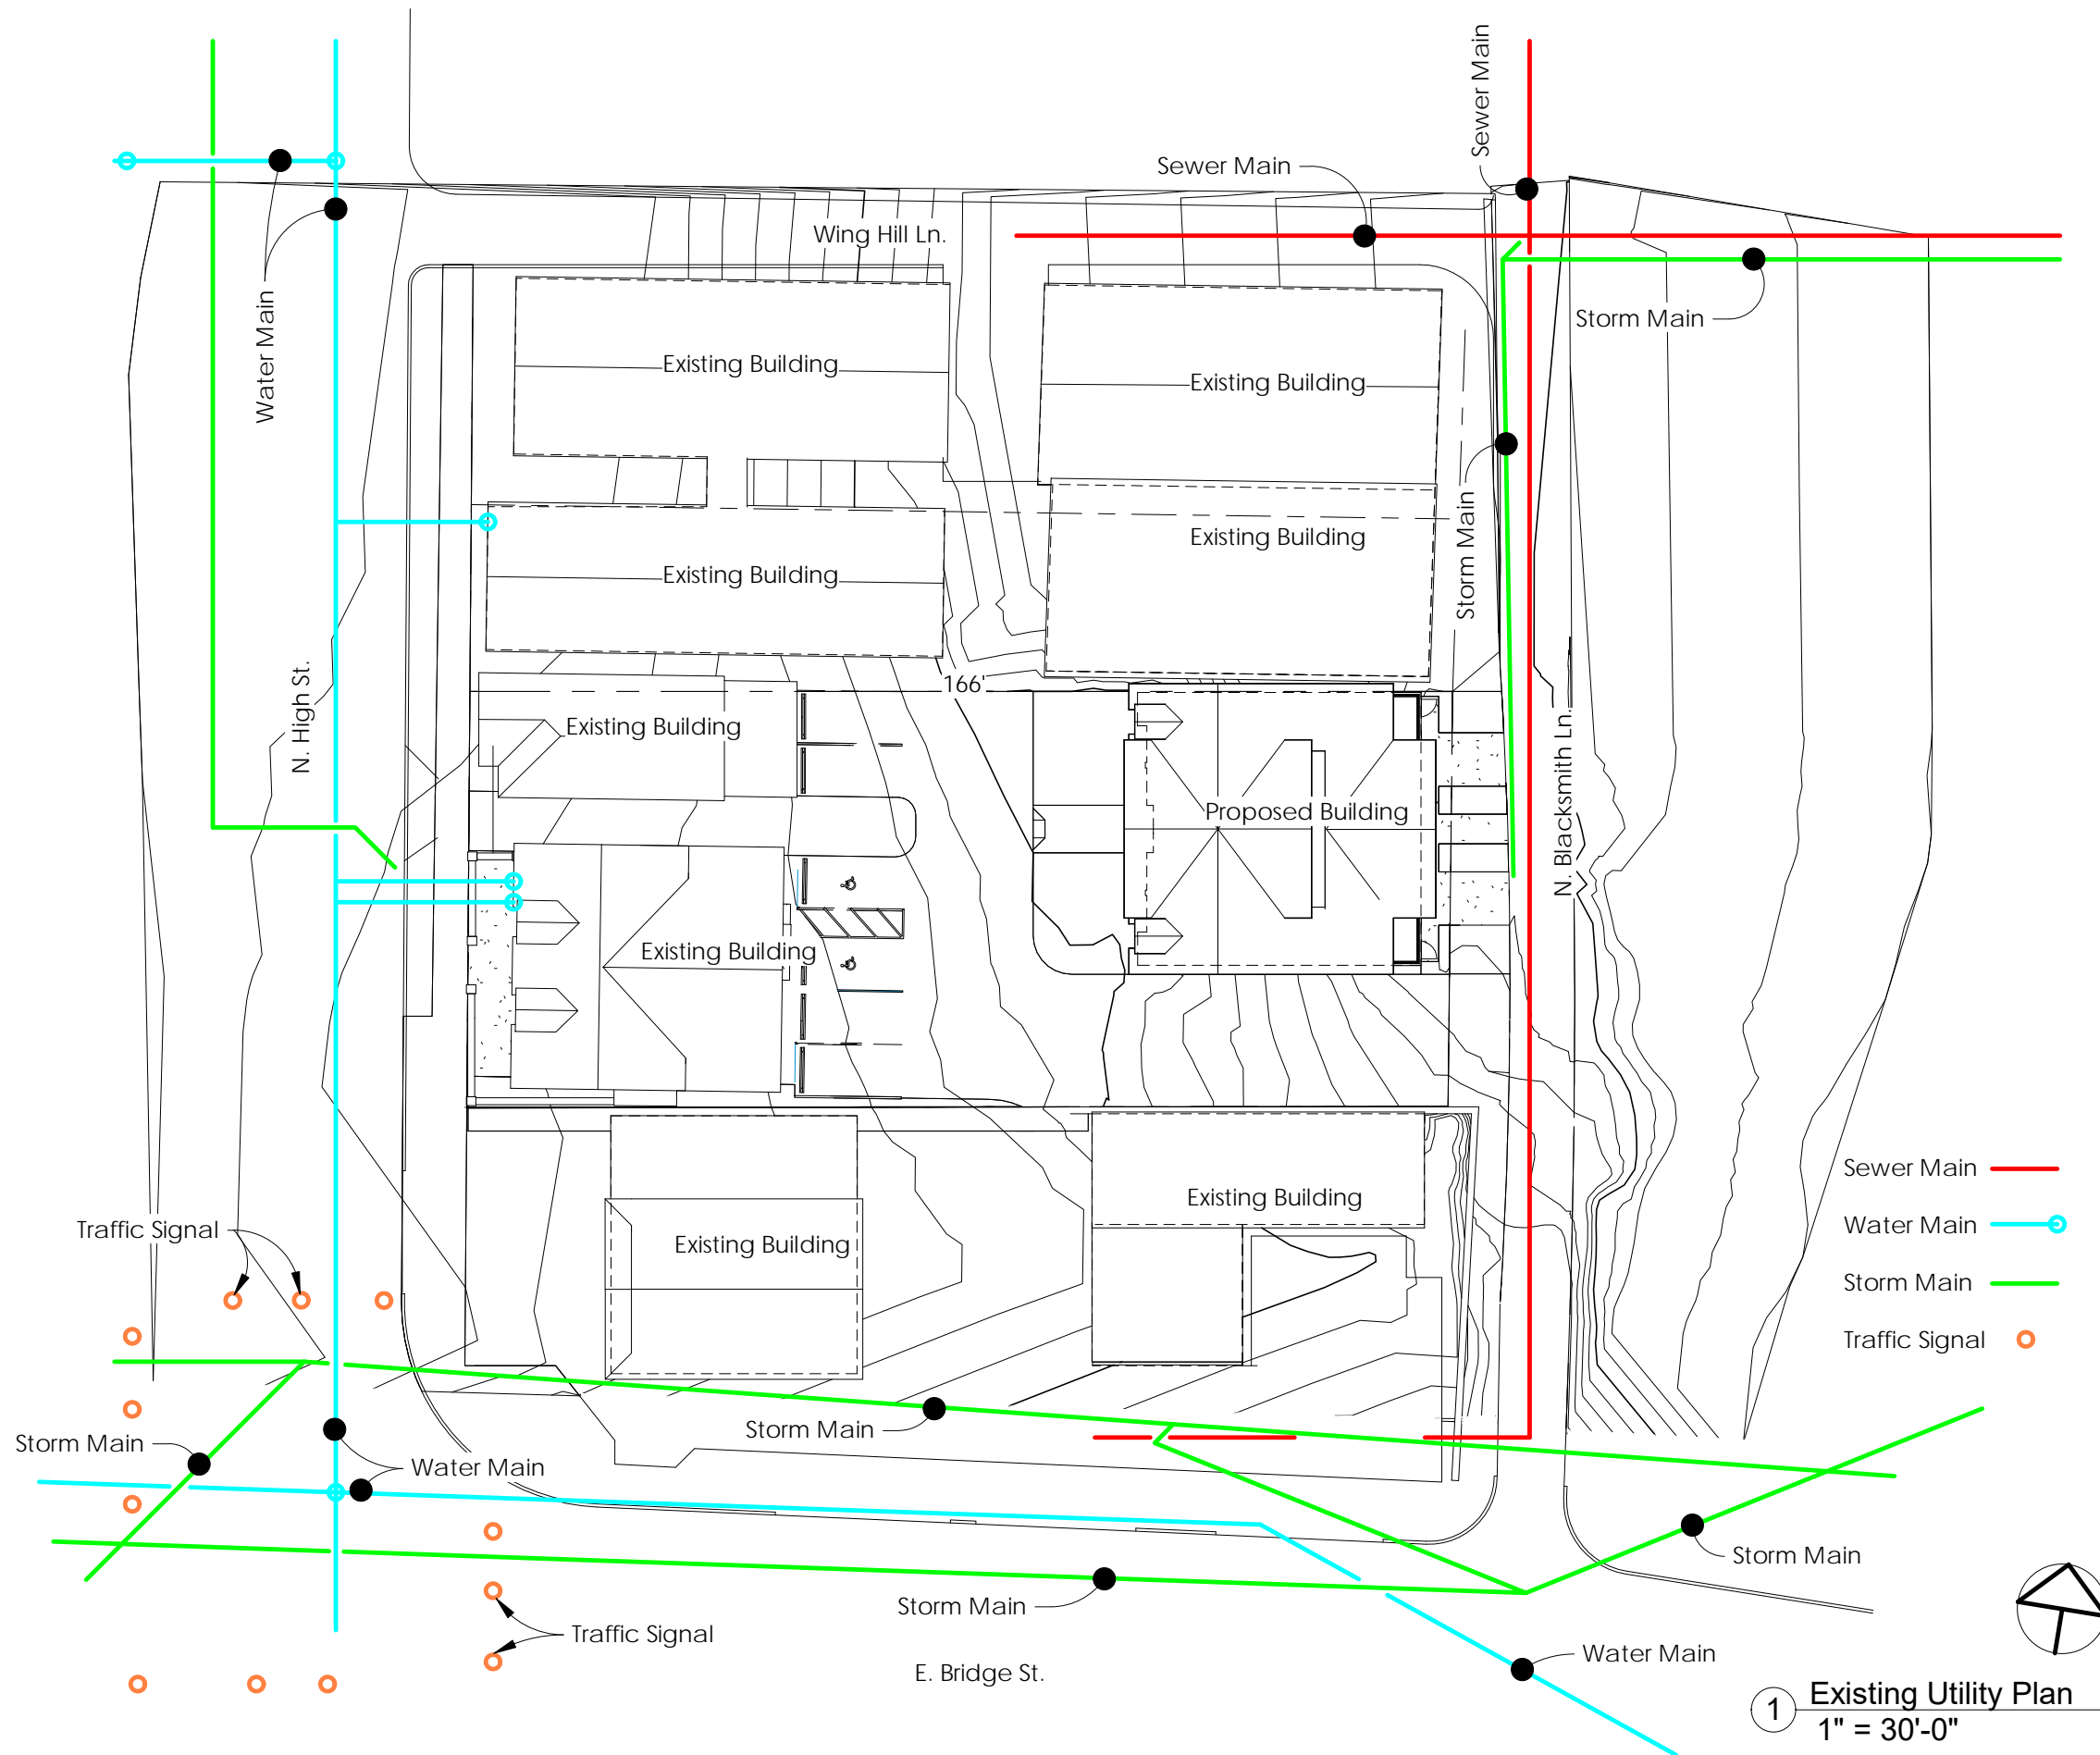 Sewer Main
Sewer Main
Wing Hill Ln.
Water Main
Storm Main
Existing Building
Existing Building
Storm Main
Existing Building
Existing Building
N. High St.
166'
Existing Building
N. Blacksmith Ln.
Proposed Building
Existing Building
Sewer Main
Existing Building
Water Main
Traffic Signal
Existing Building
Storm Main
Traffic Signal
Storm Main
Storm Main
Water Main
Storm Main
Storm Main
Traffic Signal
Water Main
E. Bridge St.
1
Existing Utility Plan
1" = 30'-0"